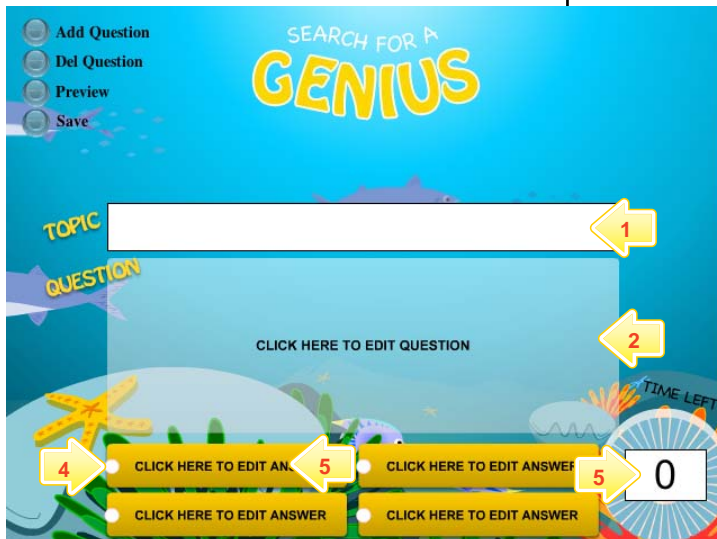 Add Question
Del Question
Preview
Save
SEARCH FOR A
GENIUS
TOPIC
1
QUESTION
CLICK HERE TO EDIT QUESTION
2
TIME LEFT
4
CLICK HERE TO EDIT ANS
5
CLICK HERE TO EDIT ANSWER
5
0
CLICK HERE TO EDIT ANSWER
CLICK HERE TO EDIT ANSWER